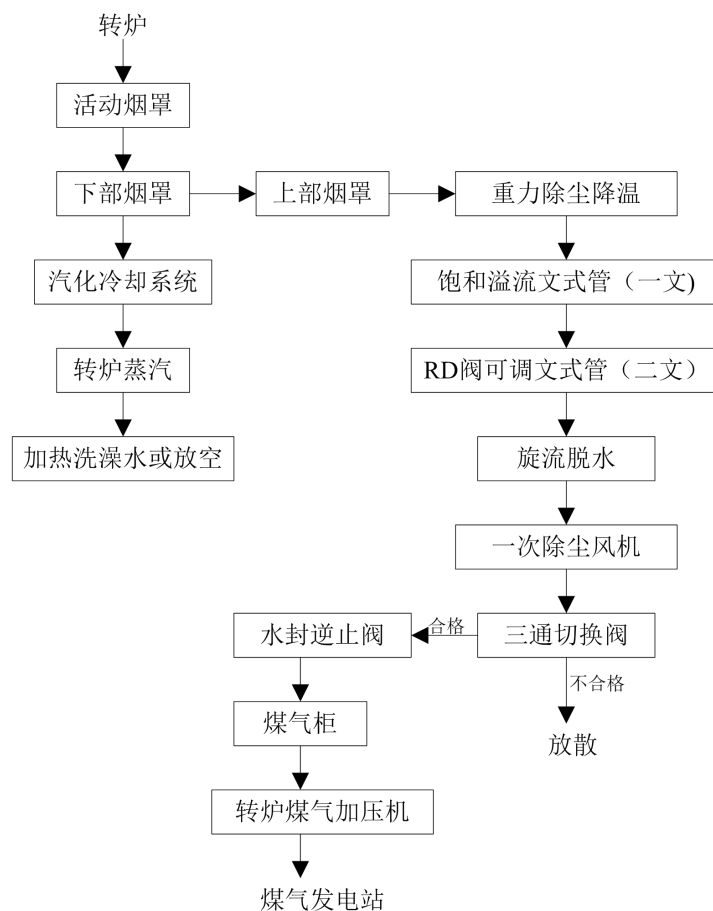 转炉
活动烟罩
下部烟罩
上部烟罩
重力除尘降温
汽化冷却系统
饱和溢流文式管（一文)
转炉蒸汽
RD阀可调文式管（二文）
加热洗澡水或放空
旋流脱水
一次除尘风机
水封逆止阀
合格
三通切换阀
不合格
煤气柜
放散
转炉煤气加压机
煤气发电站